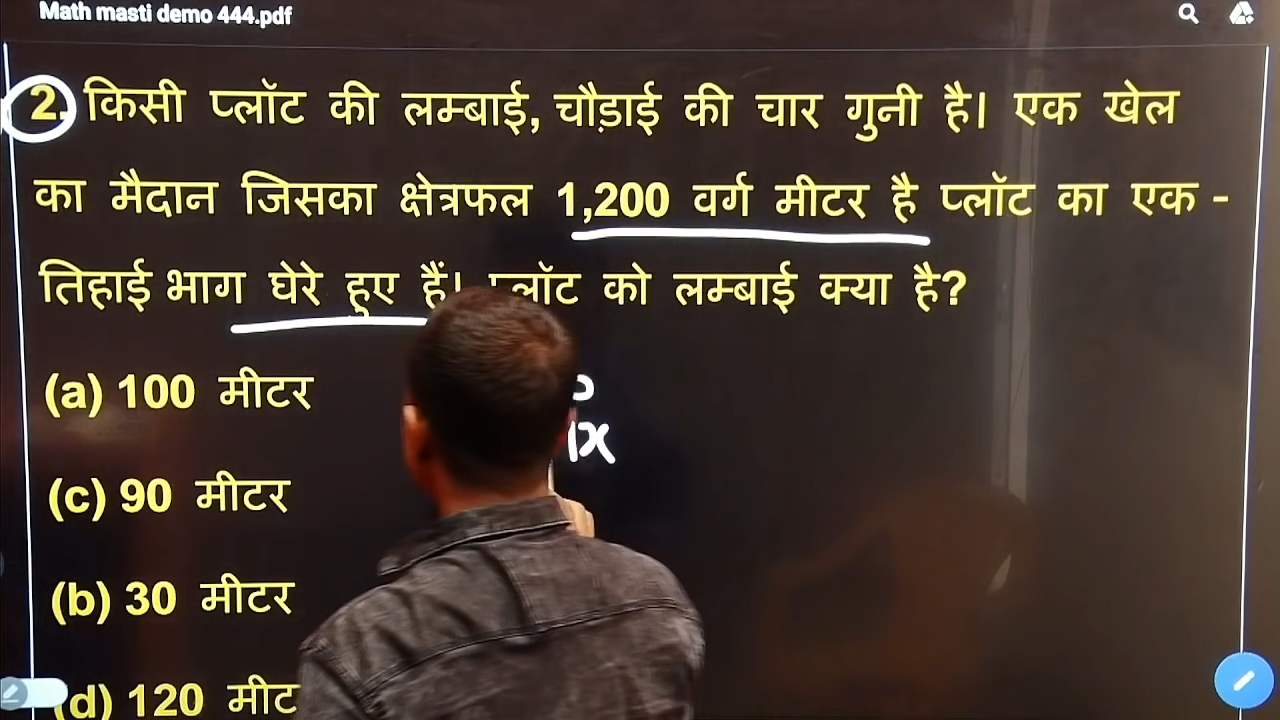 Math masti demo 444.pdf
2. किसी प्लॉट की लम्बाई, चौड़ाई की चार गुनी है। एक खेल
का मैदान जिसका क्षेत्रफल 1,200 वर्ग मीटर है प्लॉट का एक -
तिहाई भाग घेरे हुए हैं। प्लॉट को लम्बाई क्या है?
(a) 100 मीटर
(c) 90 मीटर
(b) 30 मीटर
(d) 120 मीट